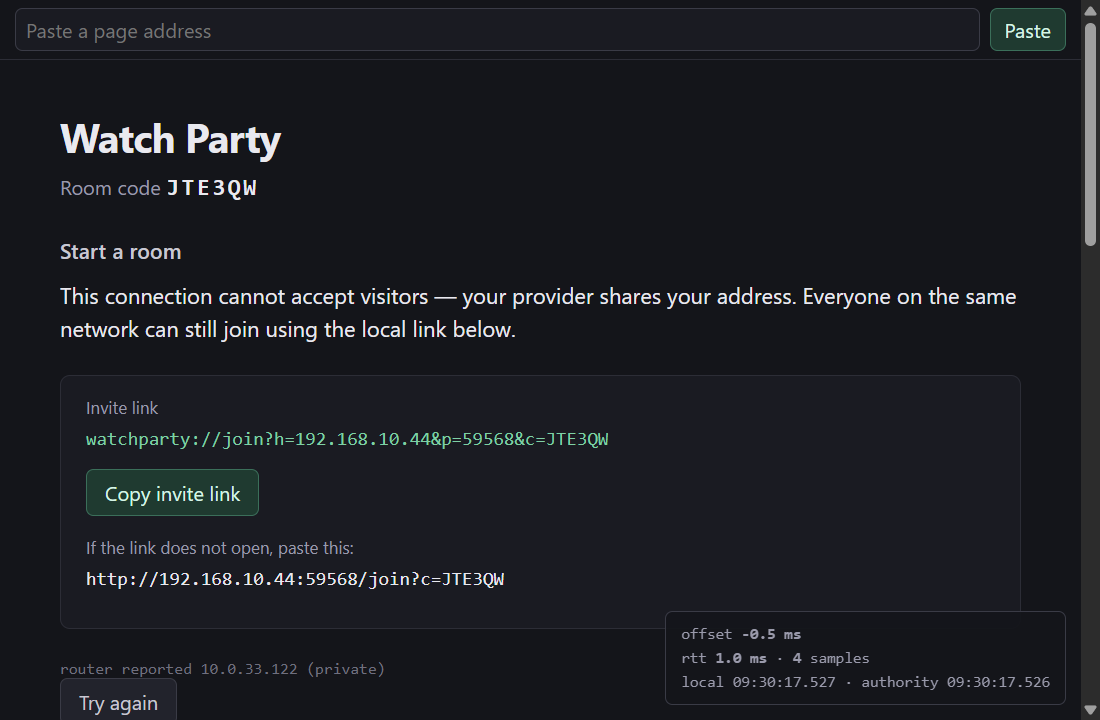 Paste a page address
Paste
Watch Party
Room code JTE3QW
Start a room
This connection cannot accept visitors — your provider shares your address. Everyone on the same
network can still join using the local link below.
Invite link
watchparty://join?h=192.168.10.44&p=59568&c=JTE3QW
Copy invite link
If the link does not open, paste this:
http://192.168.10.44:59568/join?c=JTE3QW
router reported 10.0.33.122 (private)
Try again
offset -0.5 ms
rtt 1.0 ms · 4 samples
local 09:30:17.527 · authority 09:30:17.526